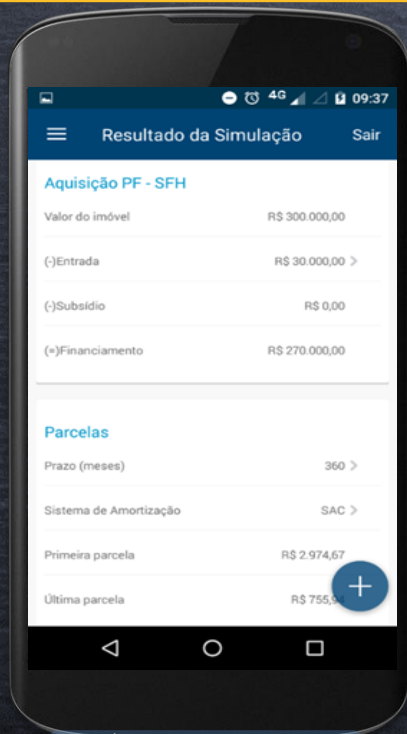 4G 09:37
Resultado da Simulação Sair
Aquisição PF - SFH
Valor do imóvel R$ 300.000,00
(-)Entrada R$ 30.000,00 >
(-)Subsídio R$ 0,00
(=)Financiamento R$ 270.000,00
Parcelas
Prazo (meses) 360 >
Sistema de Amortização SAC >
Primeira parcela R$ 2.974,67
Última parcela R$ 755,94